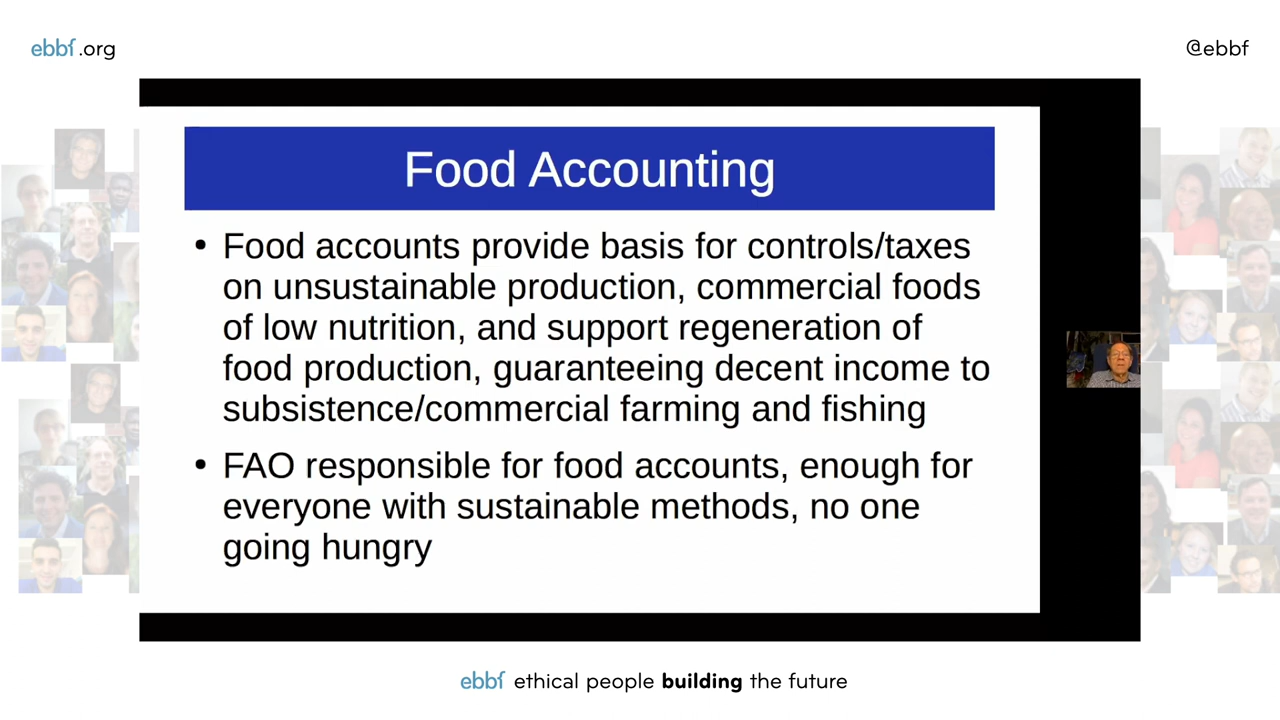 ebbf.org
@ebbf
Food Accounting
• Food accounts provide basis for controls/taxes
on unsustainable production, commercial foods
of low nutrition, and support regeneration of
food production, guaranteeing decent income to
subsistence/commercial farming and fishing
• FAO responsible for food accounts, enough for
everyone with sustainable methods, no one
going hungry
ebbf ethical people building the future